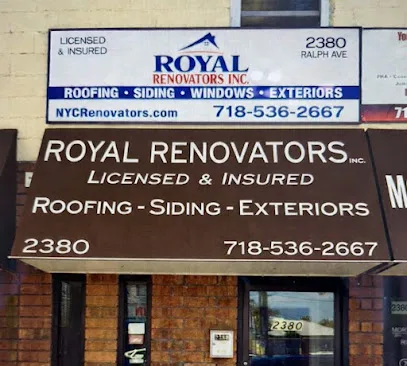 LICENSED
& INSURED
ROYAL
RENOVATORS INC.
2380
RALPH AVE
ROOFING • SIDING • WINDOWS • EXTERIORS
NYCRenovators.com 718-536-2667
ROYAL RENOVATORS INC.
LICENSED & INSURED
ROOFING - SIDING - EXTERIORS
2380 718-536-2667
2380